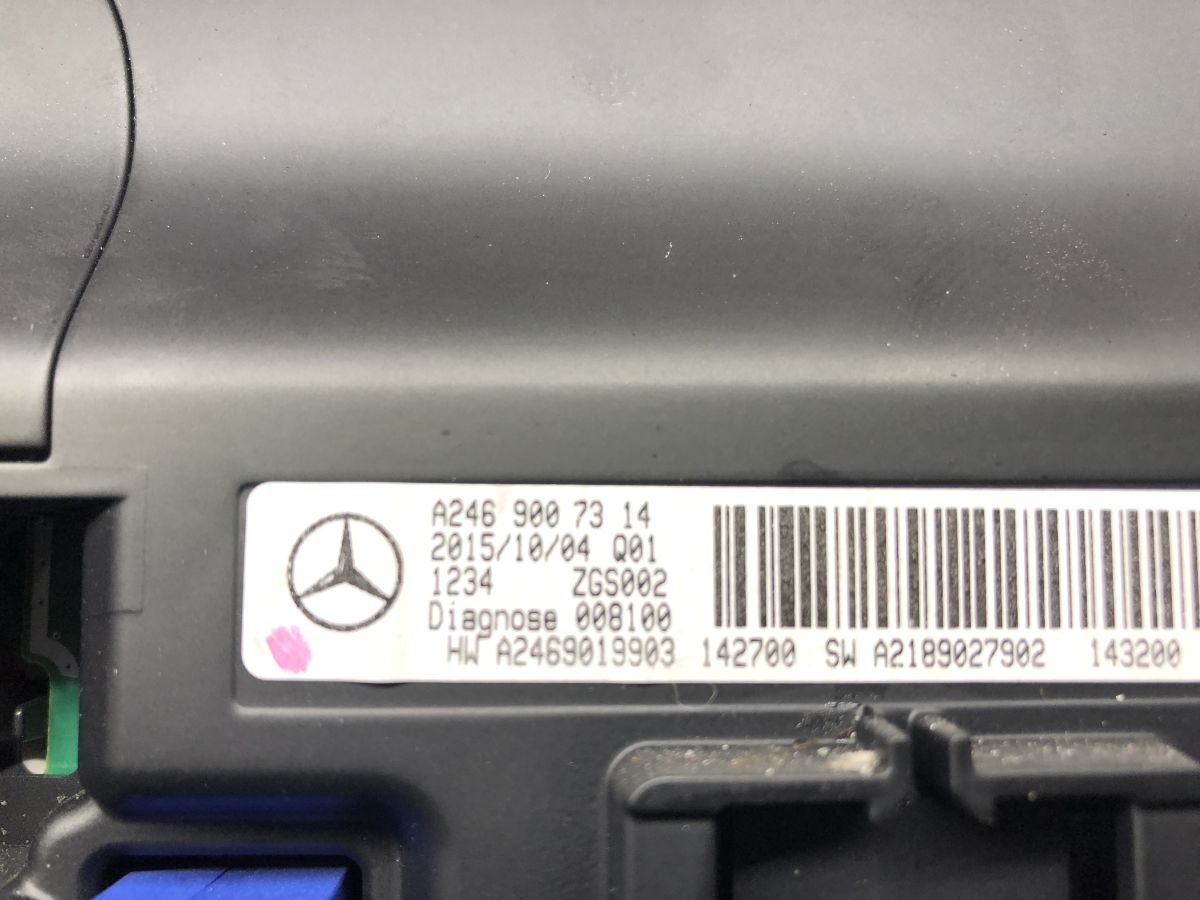 A246 900 73 14
2015/10/04 Q01
1234 ZGS002
Diagnose 008100
HW A2469019903 142700 SW A2189027902 143200